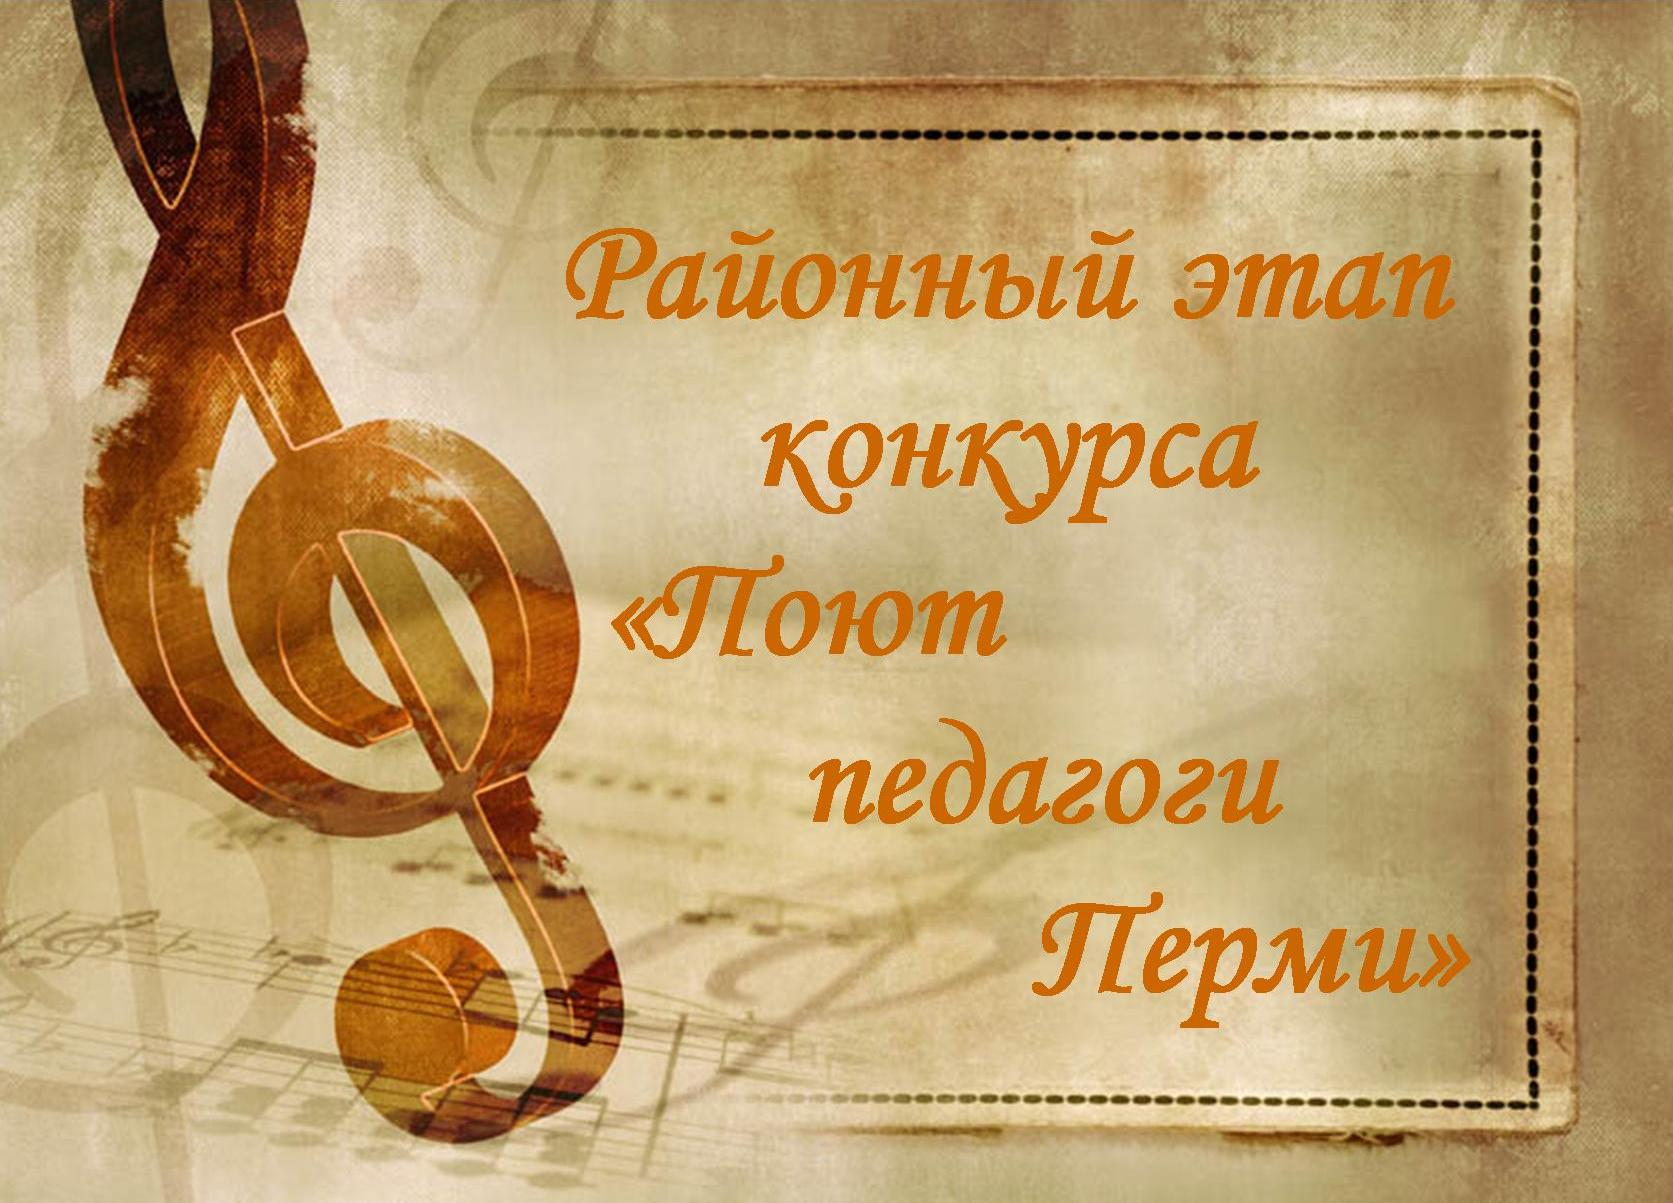 Районный этап
конкурса
«Поют
педагоги
Перми»